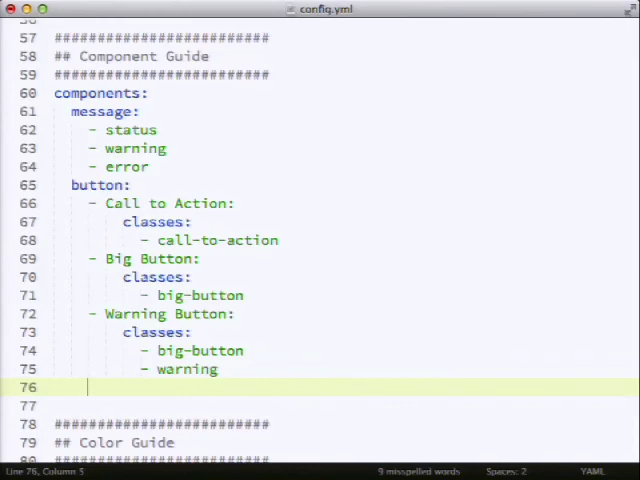 config.yml
57 #########################
58 ## Component Guide
59 #########################
60 components:
61 message:
62 - status
63 - warning
64 - error
65 button:
66 - Call to Action:
67 classes:
68 - call-to-action
69 - Big Button:
70 classes:
71 - big-button
72 - Warning Button:
73 classes:
74 - big-button
75 - warning
76
77
78 #########################
79 ## Color Guide
80 #########################
Line 76, Column 5 9 misspelled words Spaces: 2 YAML